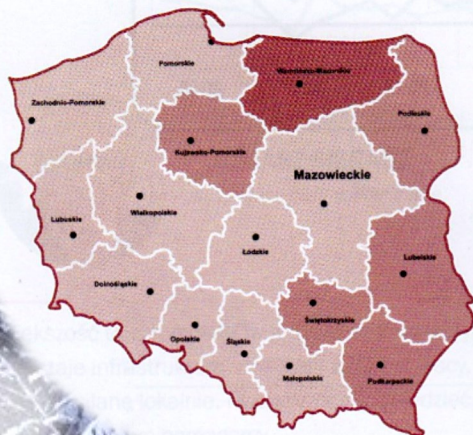 Pomorskie
Warmińsko-Mazurskie
Zachodnio-Pomorskie
Podlaskie
Kujawsko-Pomorskie
Mazowieckie
Wielkopolskie
Lubuskie
Łódzkie
Lubelskie
Dolnośląskie
Świętokrzyskie
Opolskie
Śląskie
Małopolskie
Podkarpackie